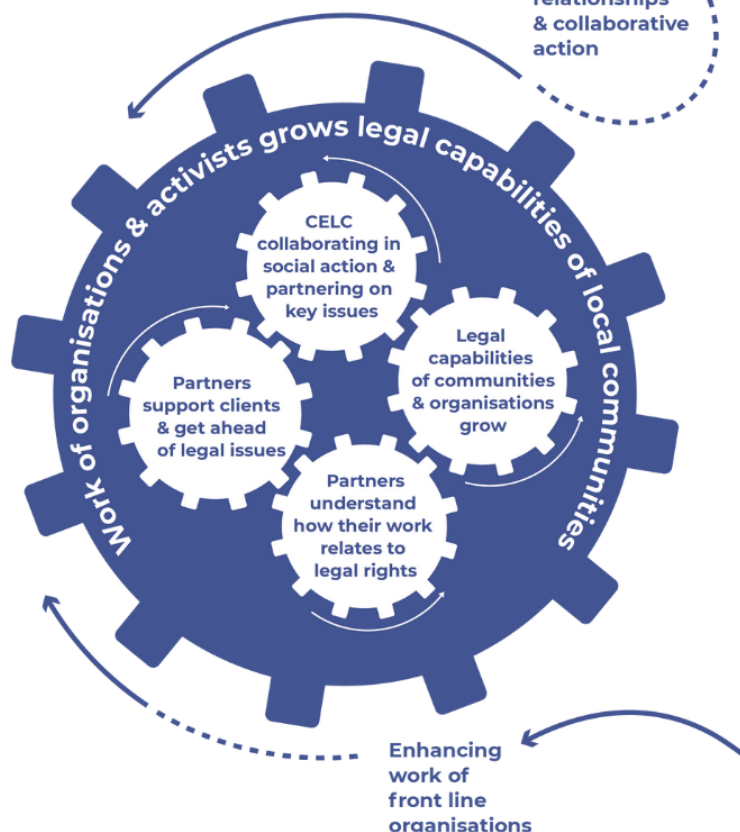 relationships
& collaborative
action
Work of organisations & activists grows legal capabilities of local communities
CELC
collaborating in
social action &
partnering on
key issues
Legal
capabilities
of communities
& organisations
grow
Partners
support clients
& get ahead
of legal issues
Partners
understand
how their work
relates to
legal rights
Enhancing
work of
front line
organisations